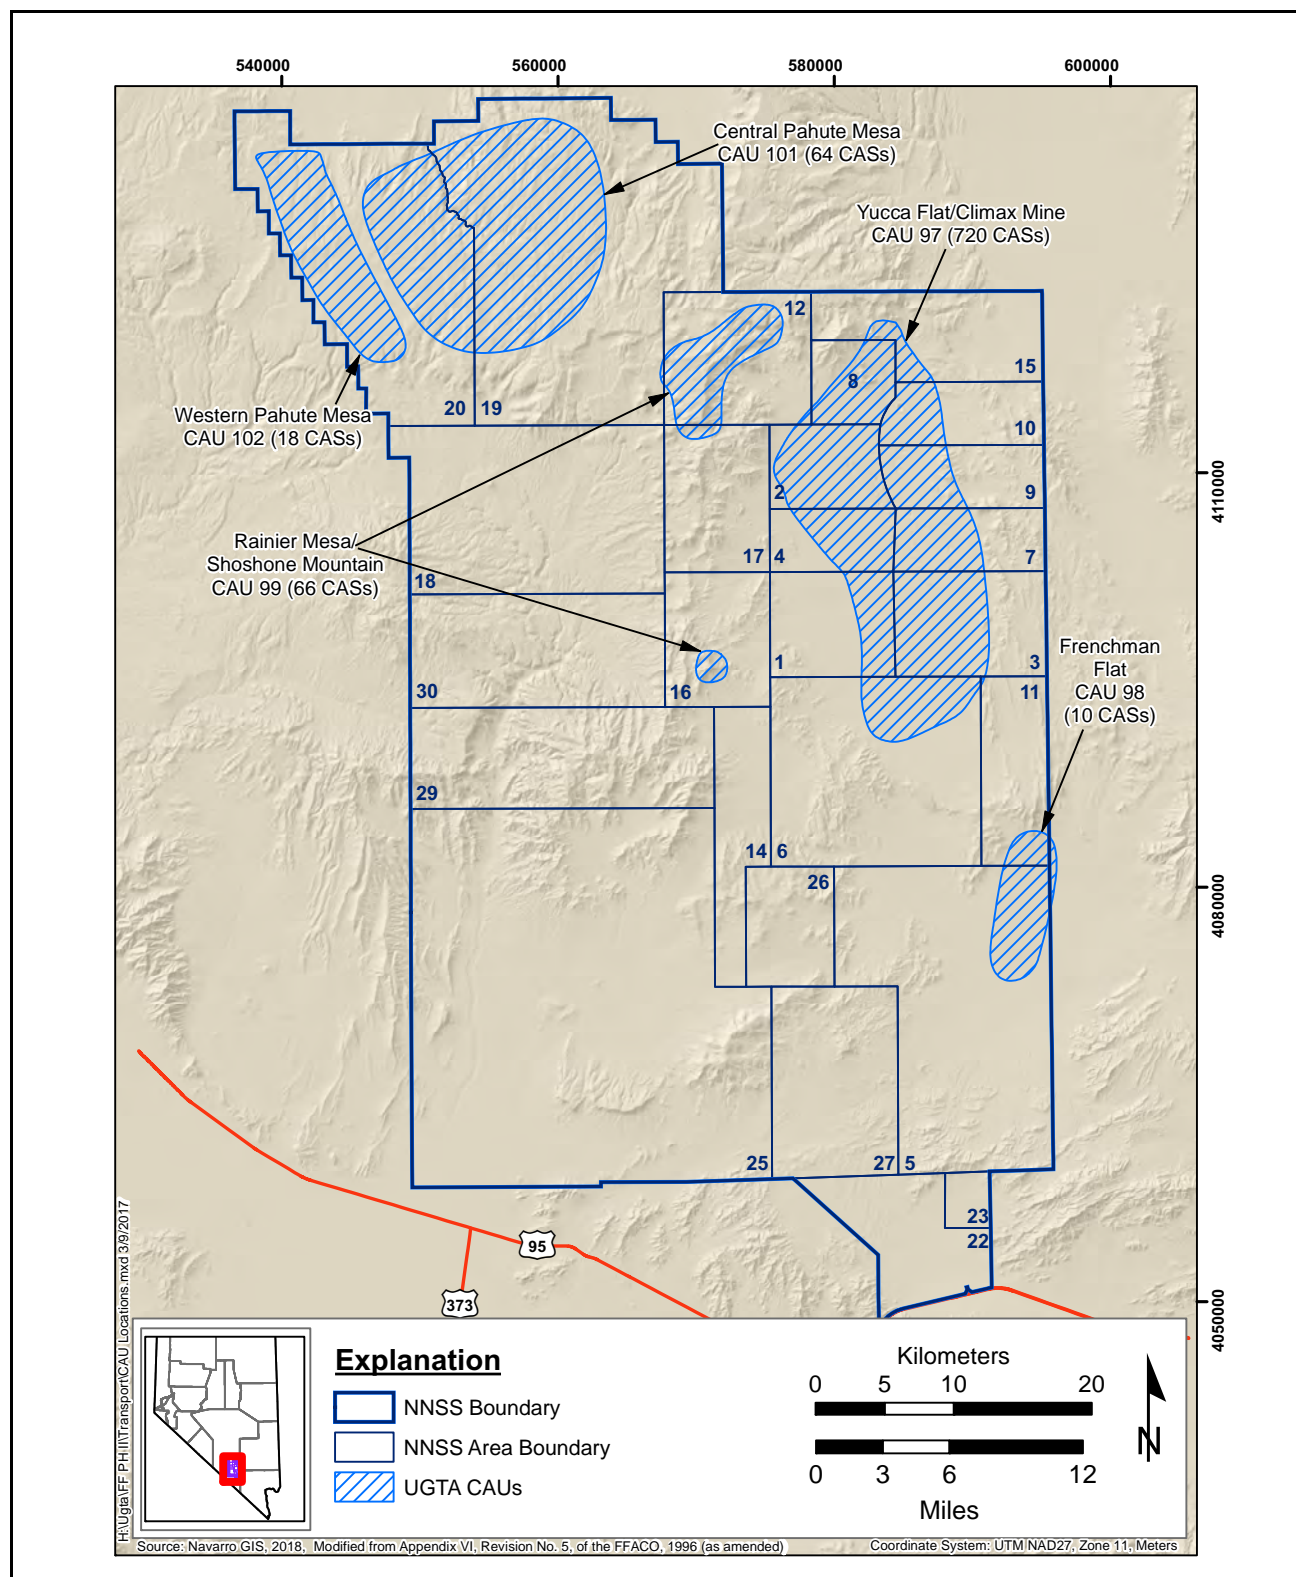 540000
560000
580000
600000
Central Pahute Mesa
CAU 101 (64 CASs)
Yucca Flat/Climax Mine
CAU 97 (720 CASs)
12
15
8
Western Pahute Mesa
CAU 102 (18 CASs)
20
19
10
4110000
2
9
Rainier Mesa/
Shoshone Mountain
CAU 99 (66 CASs)
17
4
7
18
Frenchman
Flat
CAU 98
(10 CASs)
1
3
30
16
11
29
14
6
26
4080000
25
27
5
23
22
95
373
4050000
H:\Ugta\FF PH II\Transport\CAU Locations.mxd 3/9/2017
Explanation
NNSS Boundary
NNSS Area Boundary
UGTA CAUs
Kilometers
0
5
10
20
0
3
6
12
Miles
N
Source: Navarro GIS, 2018, Modified from Appendix VI, Revision No. 5, of the FFACO, 1996 (as amended)
Coordinate System: UTM NAD27, Zone 11, Meters